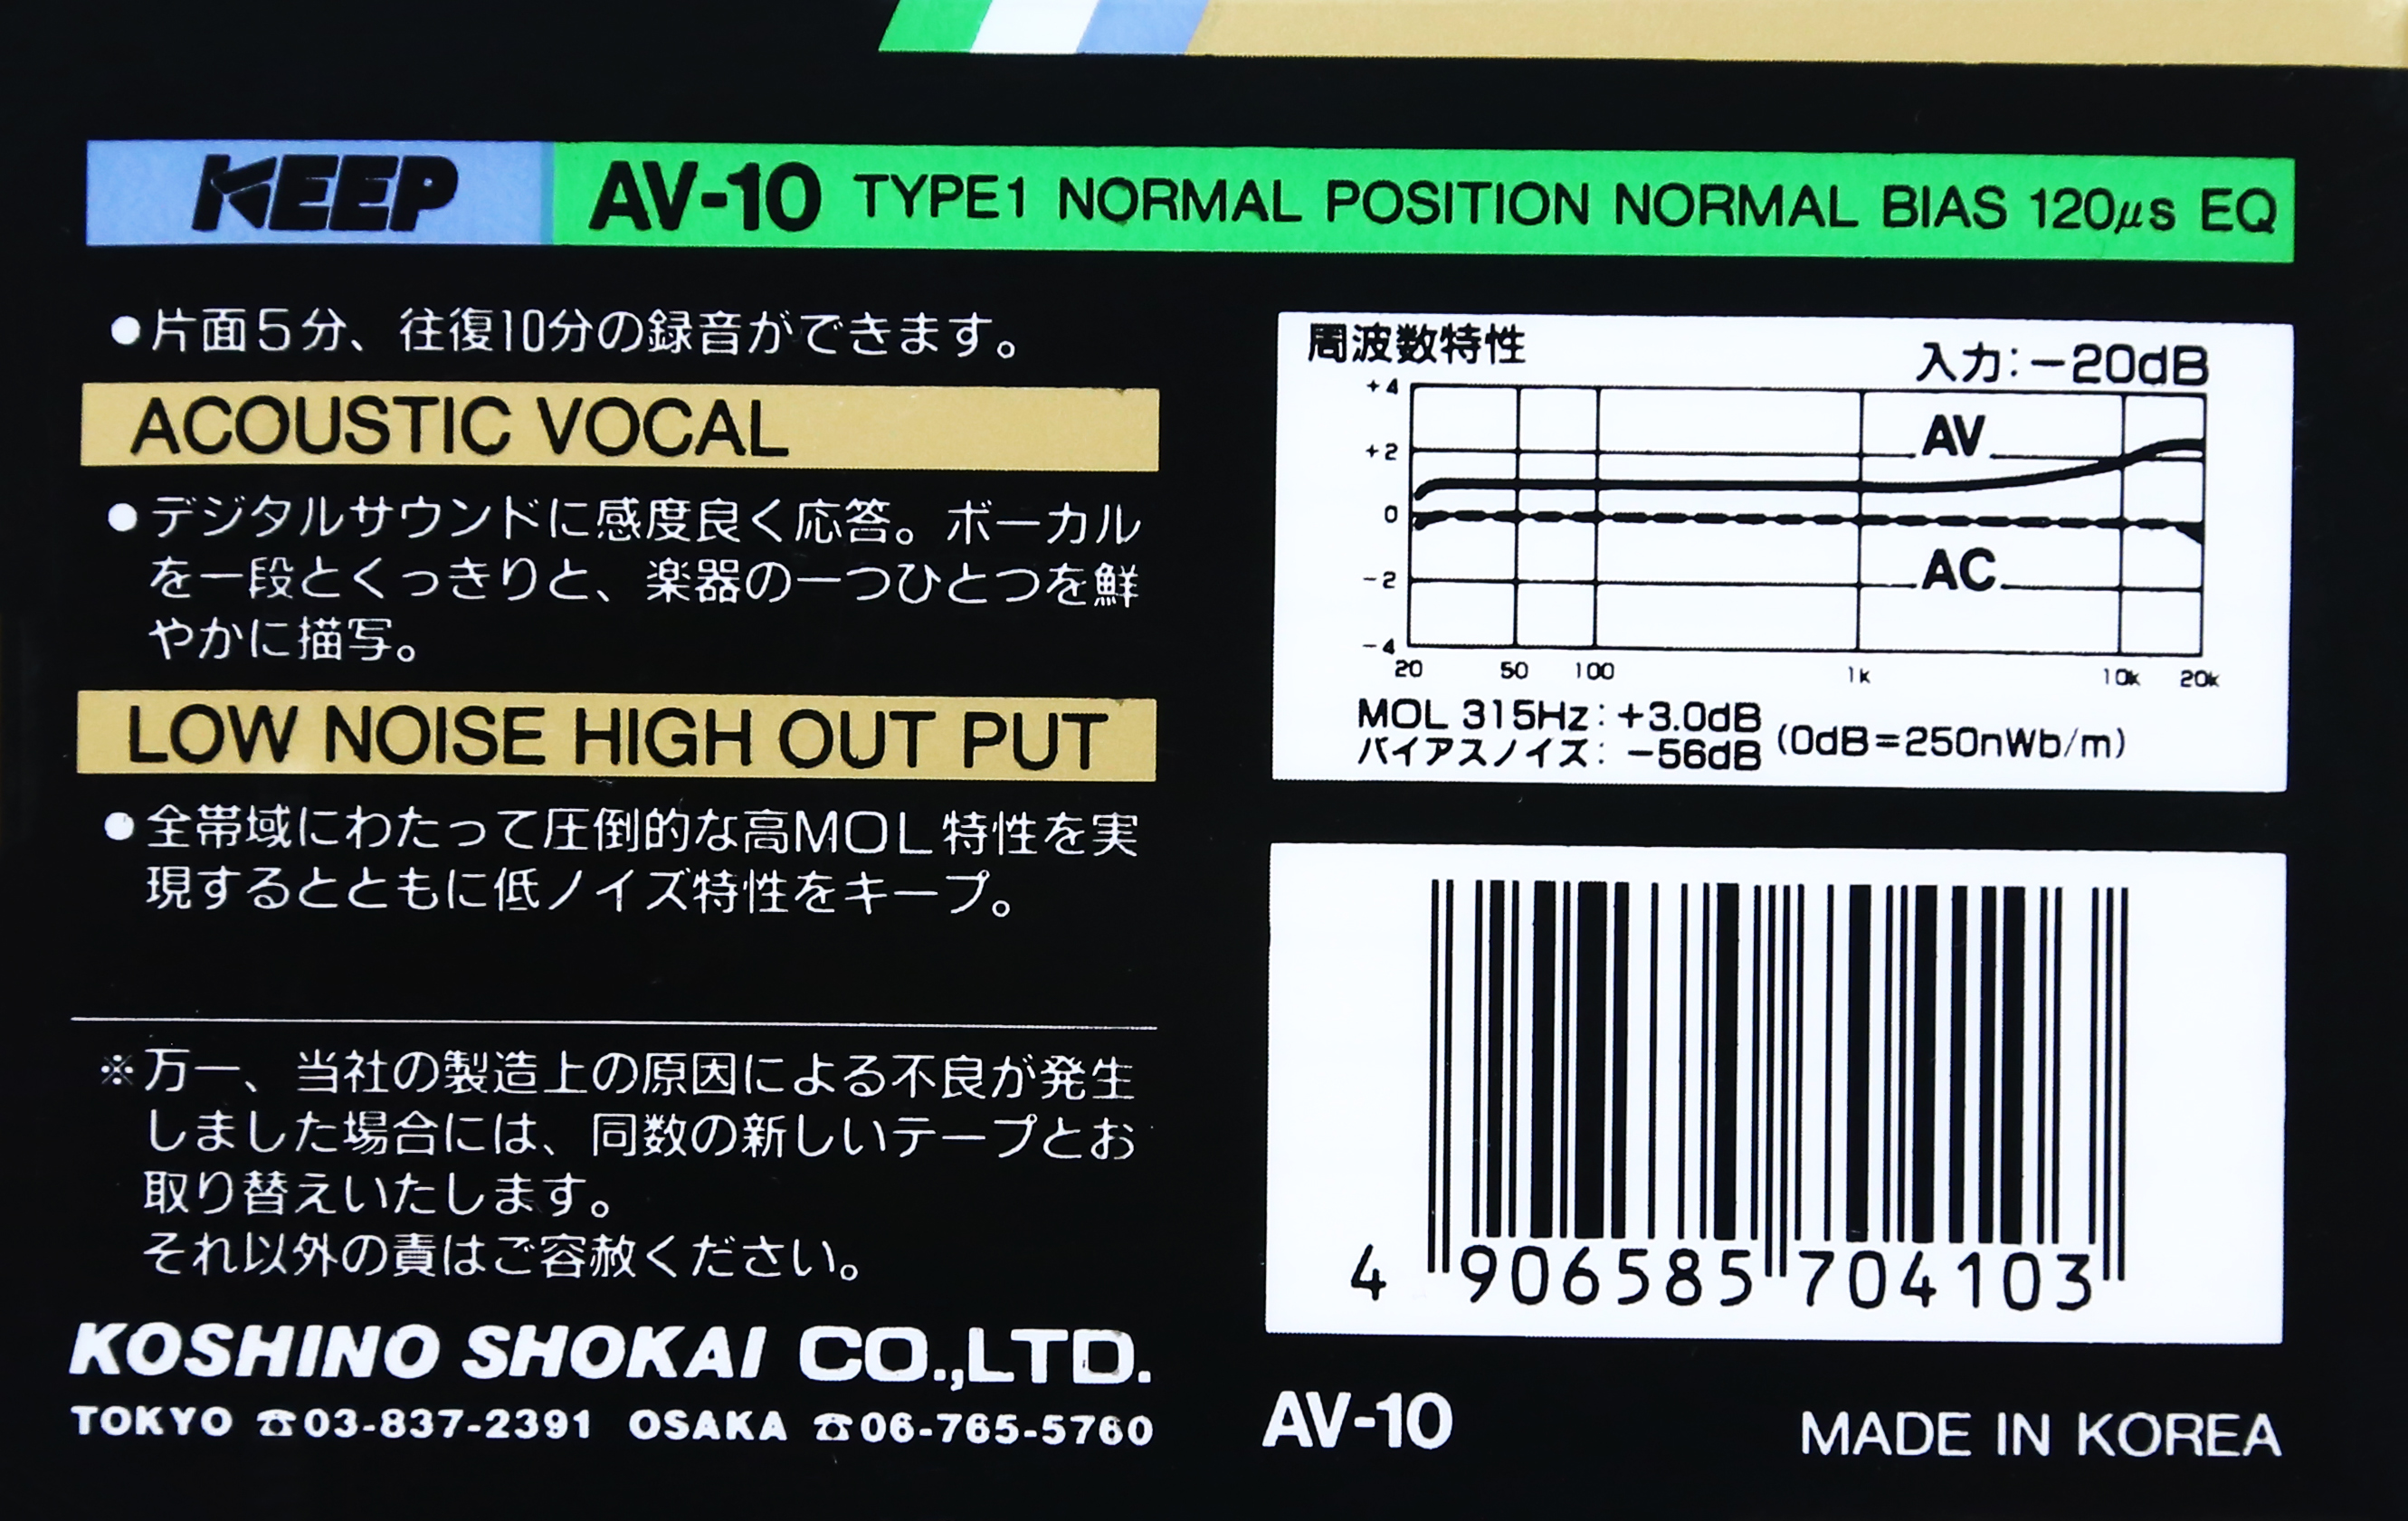 KEEP AV-10 TYPE1 NORMAL POSITION NORMAL BIAS 120μs EQ
●片面5分、往復10分の録音ができます。
ACOUSTIC VOCAL
●デジタルサウンドに感度良く応答。ボーカル
を一段とくっきりと、楽器の一つひとつを鮮
やかに描写。
LOW NOISE HIGH OUT PUT
●全帯域にわたって圧倒的な高MOL特性を実
現するとともに低ノイズ特性をキープ。
※万一、当社の製造上の原因による不良が発生
しました場合には、同数の新しいテープとお
取り替えいたします。
それ以外の責はご容赦ください。
KOSHINO SHOKAI CO.,LTD.
TOKYO ☎03-837-2391 OSAKA ☎06-765-5760
周波数特性
入力:−20dB
+4
AV
+2
0
AC
−2
−4
20 50 100 1k 10k 20k
MOL 315Hz:+3.0dB
バイアスノイズ: −56dB (0dB=250nWb/m)
4 906585 704103
AV-10 MADE IN KOREA